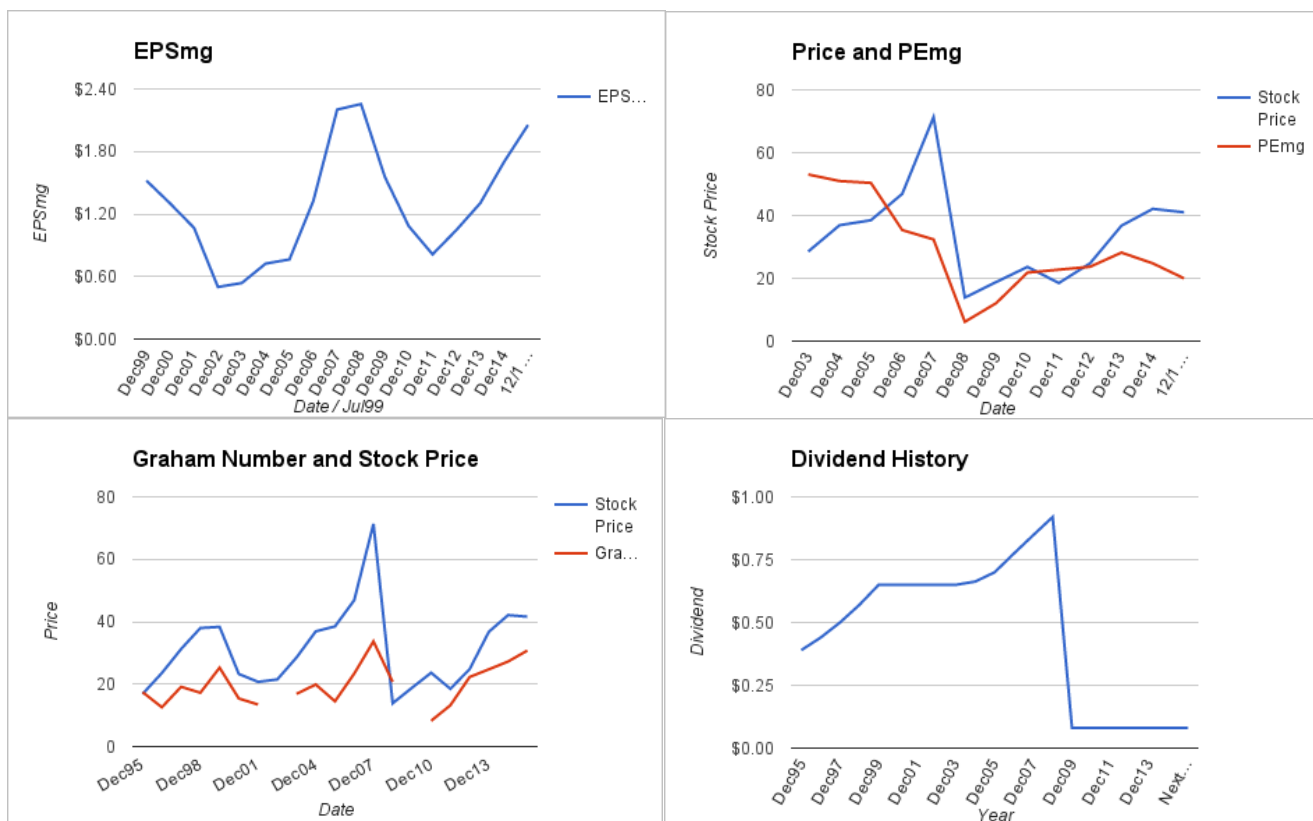 EPSmg
$2.40
$1.80
$1.20
$0.60
$0.00
EPSmg
EPS…
Dec99
Dec00
Dec01
Dec02
Dec03
Dec04
Dec05
Dec06
Dec07
Dec08
Dec09
Dec10
Dec11
Dec12
Dec13
Dec14
12/1 …
Date / Jul99
Price and PEmg
80
60
40
20
0
Stock Price
Stock
Price
PEmg
Dec03
Dec04
Dec05
Dec06
Dec07
Dec08
Dec09
Dec10
Dec11
Dec12
Dec13
Dec14
12/1 …
Date
Graham Number and Stock Price
80
60
40
20
0
Price
Stock
Price
Gra…
Dec95
Dec98
Dec01
Dec04
Dec07
Dec10
Dec13
Date
Dividend History
$1.00
$0.75
$0.50
$0.25
$0.00
Dividend
Dec95
Dec97
Dec99
Dec01
Dec03
Dec05
Dec07
Dec09
Dec11
Dec13
Next…
Year